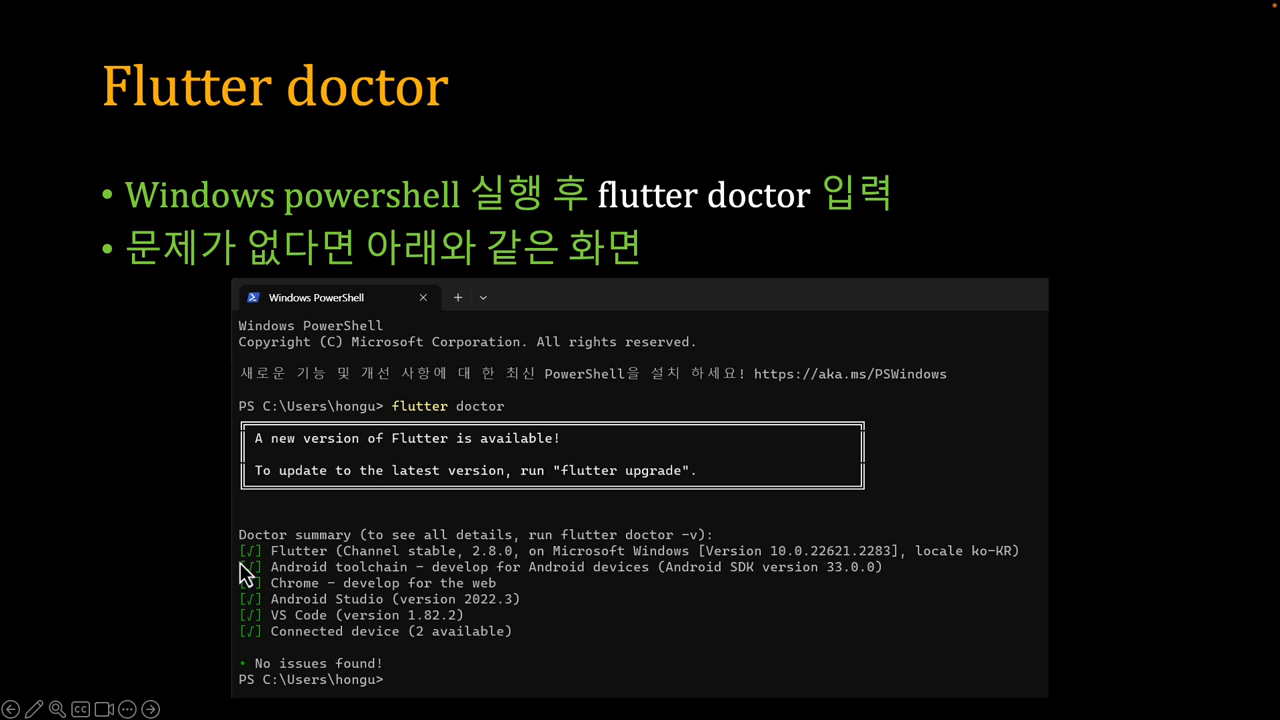 Flutter doctor
• Windows powershell 실행 후 flutter doctor 입력
• 문제가 없다면 아래와 같은 화면
Windows PowerShell
Windows PowerShell
Copyright (C) Microsoft Corporation. All rights reserved.
새로운 기능 및 개선 사항에 대 한 최신 PowerShell을 설치 하세요! https://aka.ms/PSWindows
PS C:\Users\hongu> flutter doctor
A new version of Flutter is available!
To update to the latest version, run "flutter upgrade".
Doctor summary (to see all details, run flutter doctor -v):
[√] Flutter (Channel stable, 2.8.0, on Microsoft Windows [Version 10.0.22621.2283], locale ko-KR)
[√] Android toolchain - develop for Android devices (Android SDK version 33.0.0)
[√] Chrome - develop for the web
[√] Android Studio (version 2022.3)
[√] VS Code (version 1.82.2)
[√] Connected device (2 available)
• No issues found!
PS C:\Users\hongu>
CC